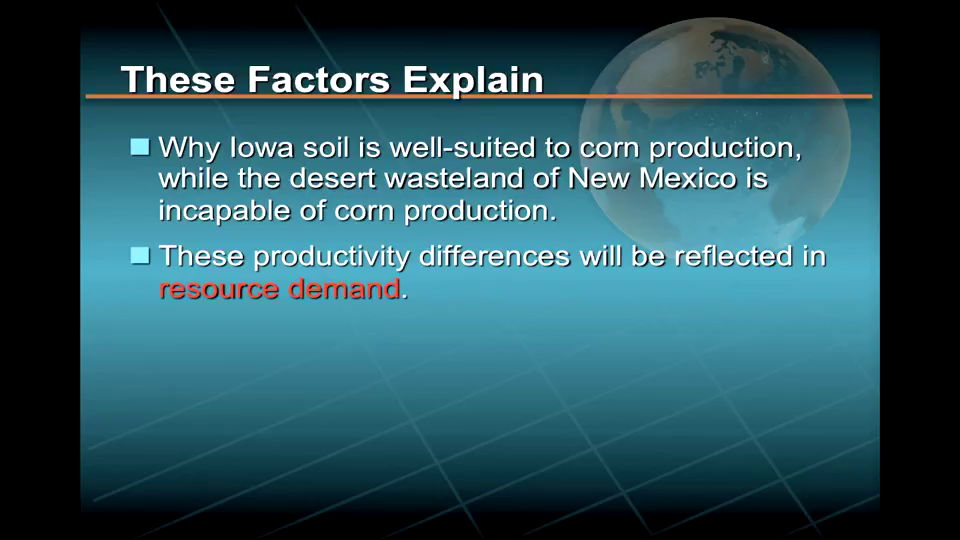 These Factors Explain
Why Iowa soil is well-suited to corn production,
while the desert wasteland of New Mexico is
incapable of corn production.
These productivity differences will be reflected in
resource demand.